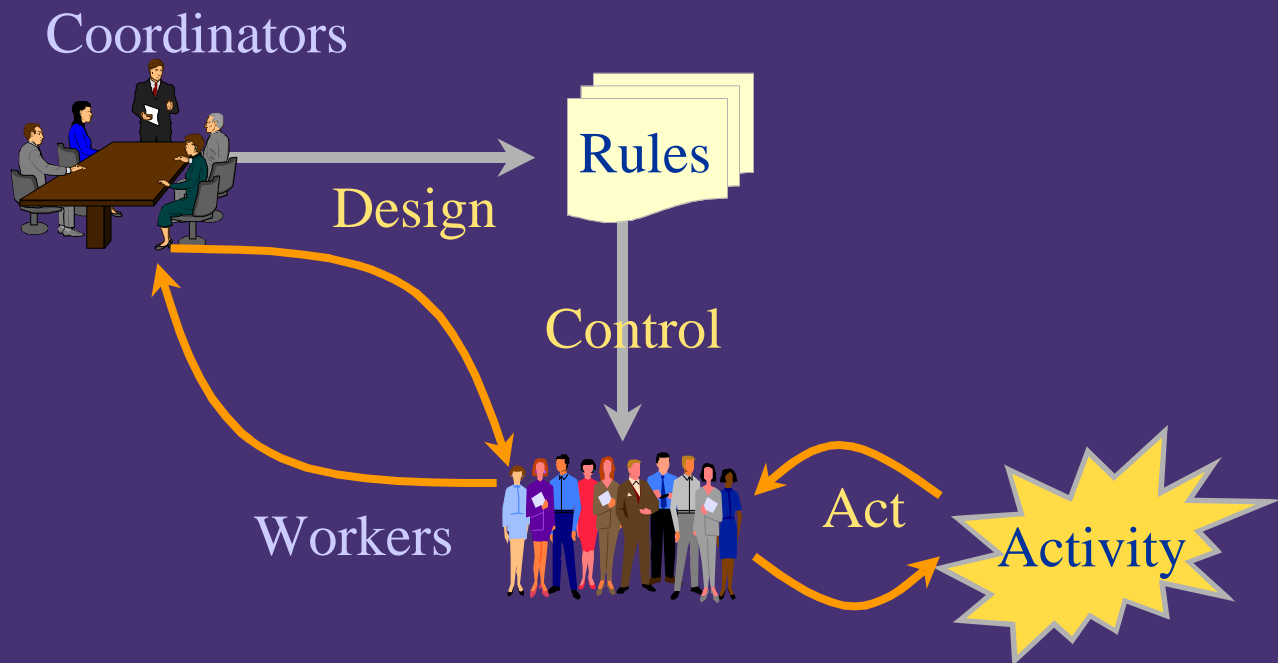 Coordinators
Rules
Design
Control
Act
Workers
Activity